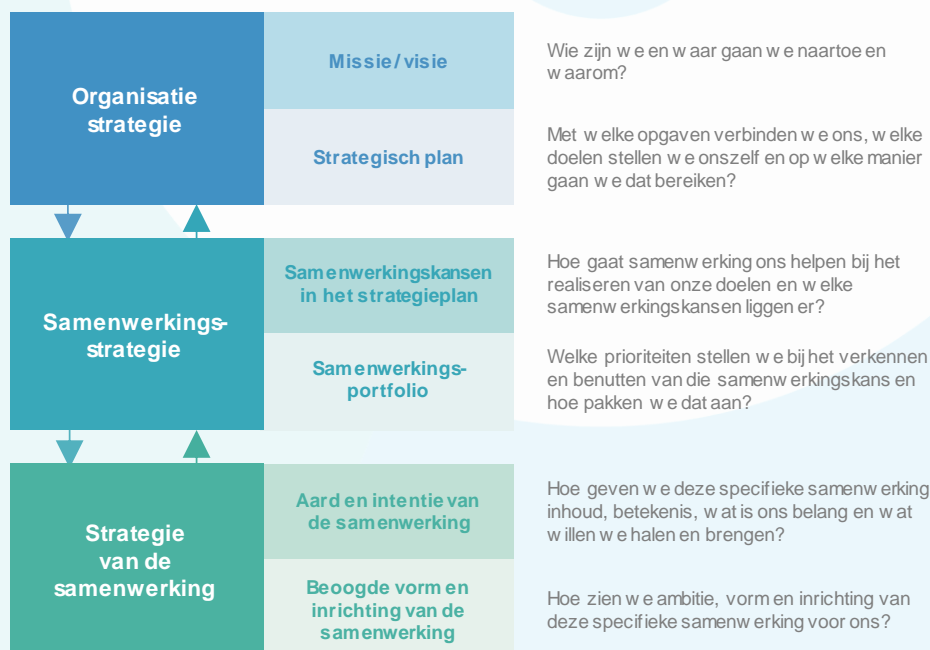 Organisatie
strategie
Missie/visie
Wie zijn we en waar gaan we naartoe en
waarom?
Strategisch plan
Met welke opgaven verbinden we ons, welke
doelen stellen we onszelf en op welke manier
gaan we dat bereiken?
Samenwerkings-
strategie
Samenwerkingskansen
in het strategieplan
Hoe gaat samenwerking ons helpen bij het
realiseren van onze doelen en welke
samenwerkingskansen liggen er?
Samenwerkings-
portfolio
Welke prioriteiten stellen we bij het verkennen
en benutten van die samenwerkingskans en
hoe pakken we dat aan?
Strategie
van de
samenwerking
Aard en intentie van
de samenwerking
Hoe geven we deze specifieke samenwerking
inhoud, betekenis, wat is ons belang en wat
willen we halen en brengen?
Beoogde vorm en
inrichting van de
samenwerking
Hoe zien we ambitie, vorm en inrichting van
deze specifieke samenwerking voor ons?